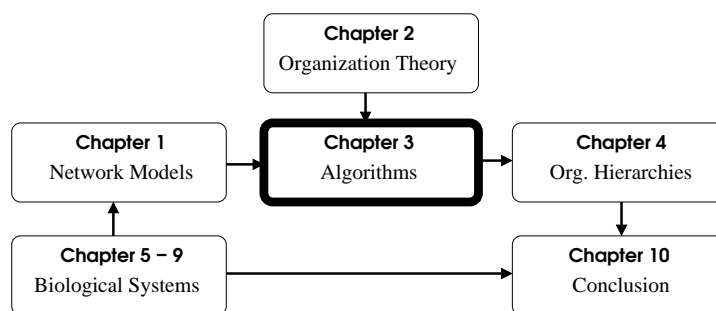 Chapter 2
Organization Theory
Chapter 1
Network Models
Chapter 3
Algorithms
Chapter 4
Org. Hierarchies
Chapter 5 – 9
Biological Systems
Chapter 10
Conclusion